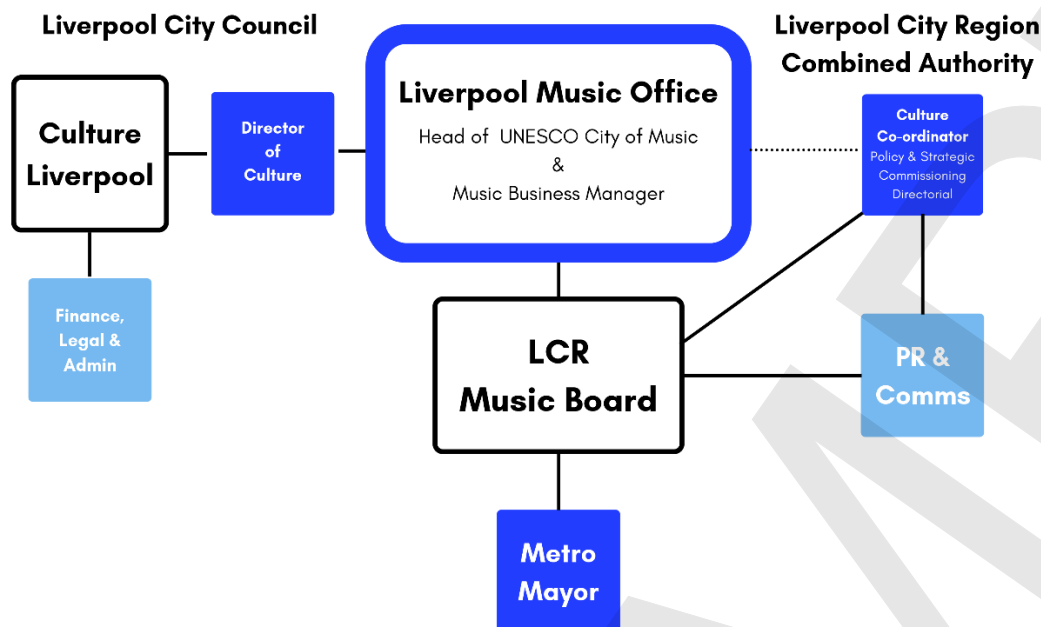 Liverpool City Council
Liverpool City Region
Combined Authority
Culture
Liverpool
Director
of
Culture
Liverpool Music Office
Head of UNESCO City of Music
&
Music Business Manager
Culture
Co-ordinator
Policy & Strategic
Commissioning
Directorial
Finance,
Legal &
Admin
LCR
Music Board
PR &
Comms
Metro
Mayor